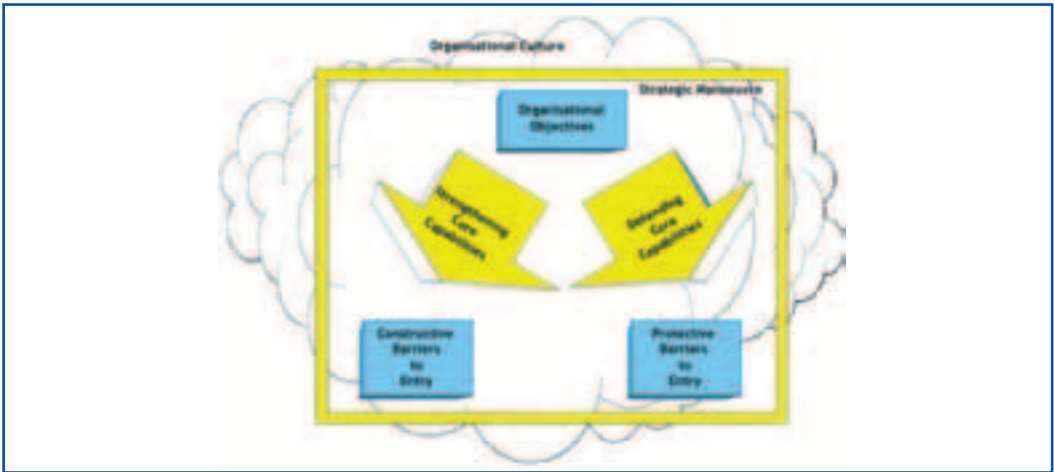 Organisational Culture
Strategic Manoeuvre
Organisational
Objectives
Strengthening
Core
Capabilities
Defending
Core
Capabilities
Constructive
Barriers
to
Entry
Protective
Barriers
to
Entry